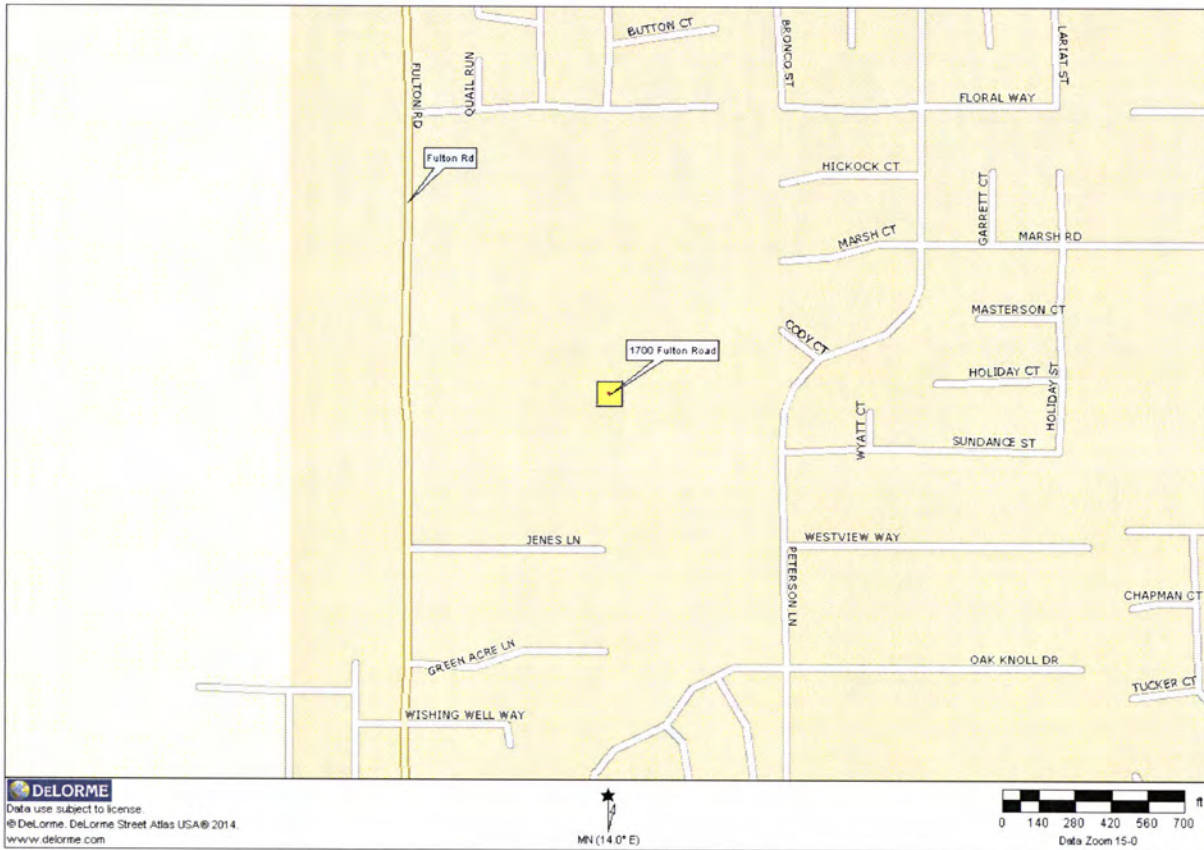 BUTTON CT
BRONCO ST
LARIAT ST
FULTON RD
QUAIL RUN
FLORAL WAY
Fulton Rd
HICKOCK CT
GARRETT CT
MARSH CT
MARSH RD
MASTERSON CT
CODY CT
1700 Fulton Road
HOLIDAY CT
HOLIDAY ST
WYATT CT
SUNDANCE ST
JENES LN
WESTVIEW WAY
PETERSON LN
CHAPMAN CT
GREEN ACRE LN
OAK KNOLL DR
TUCKER CT
WISHING WELL WAY
DELORME
Data use subject to license.
© DeLorme. DeLorme Street Atlas USA® 2014.
www.delorme.com
MN (14.0° E)
ft
0 140 280 420 560 700
Data Zoom 15-0